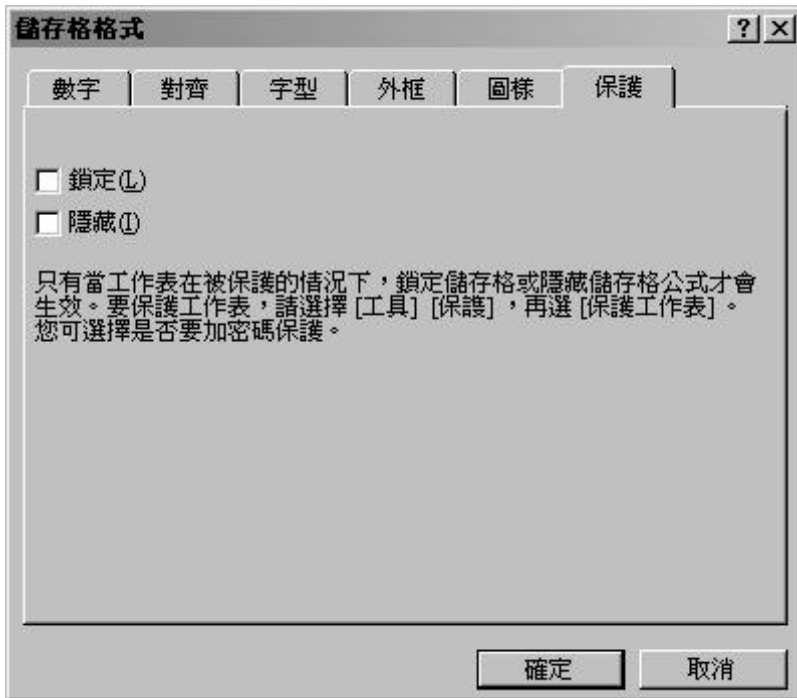 儲存格格式
數字
對齊
字型
外框
圖樣
保護
鎖定(L)
隱藏(I)
只有當工作表在被保護的情況下，鎖定儲存格或隱藏儲存格公式才會
生效。要保護工作表，請選擇 [工具] [保護] ，再選 [保護工作表] 。
您可選擇是否要加密碼保護。
確定
取消